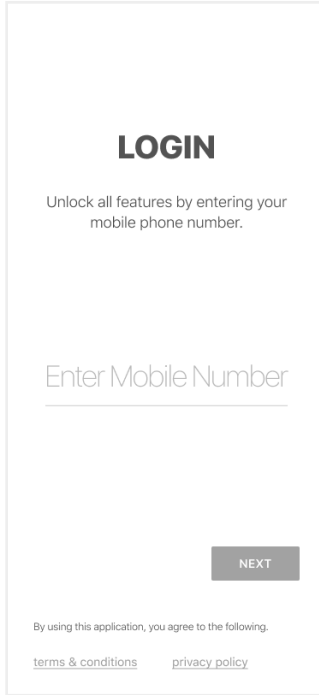 LOGIN
Unlock all features by entering your
mobile phone number.
Enter Mobile Number
NEXT
By using this application, you agree to the following.
terms & conditions privacy policy